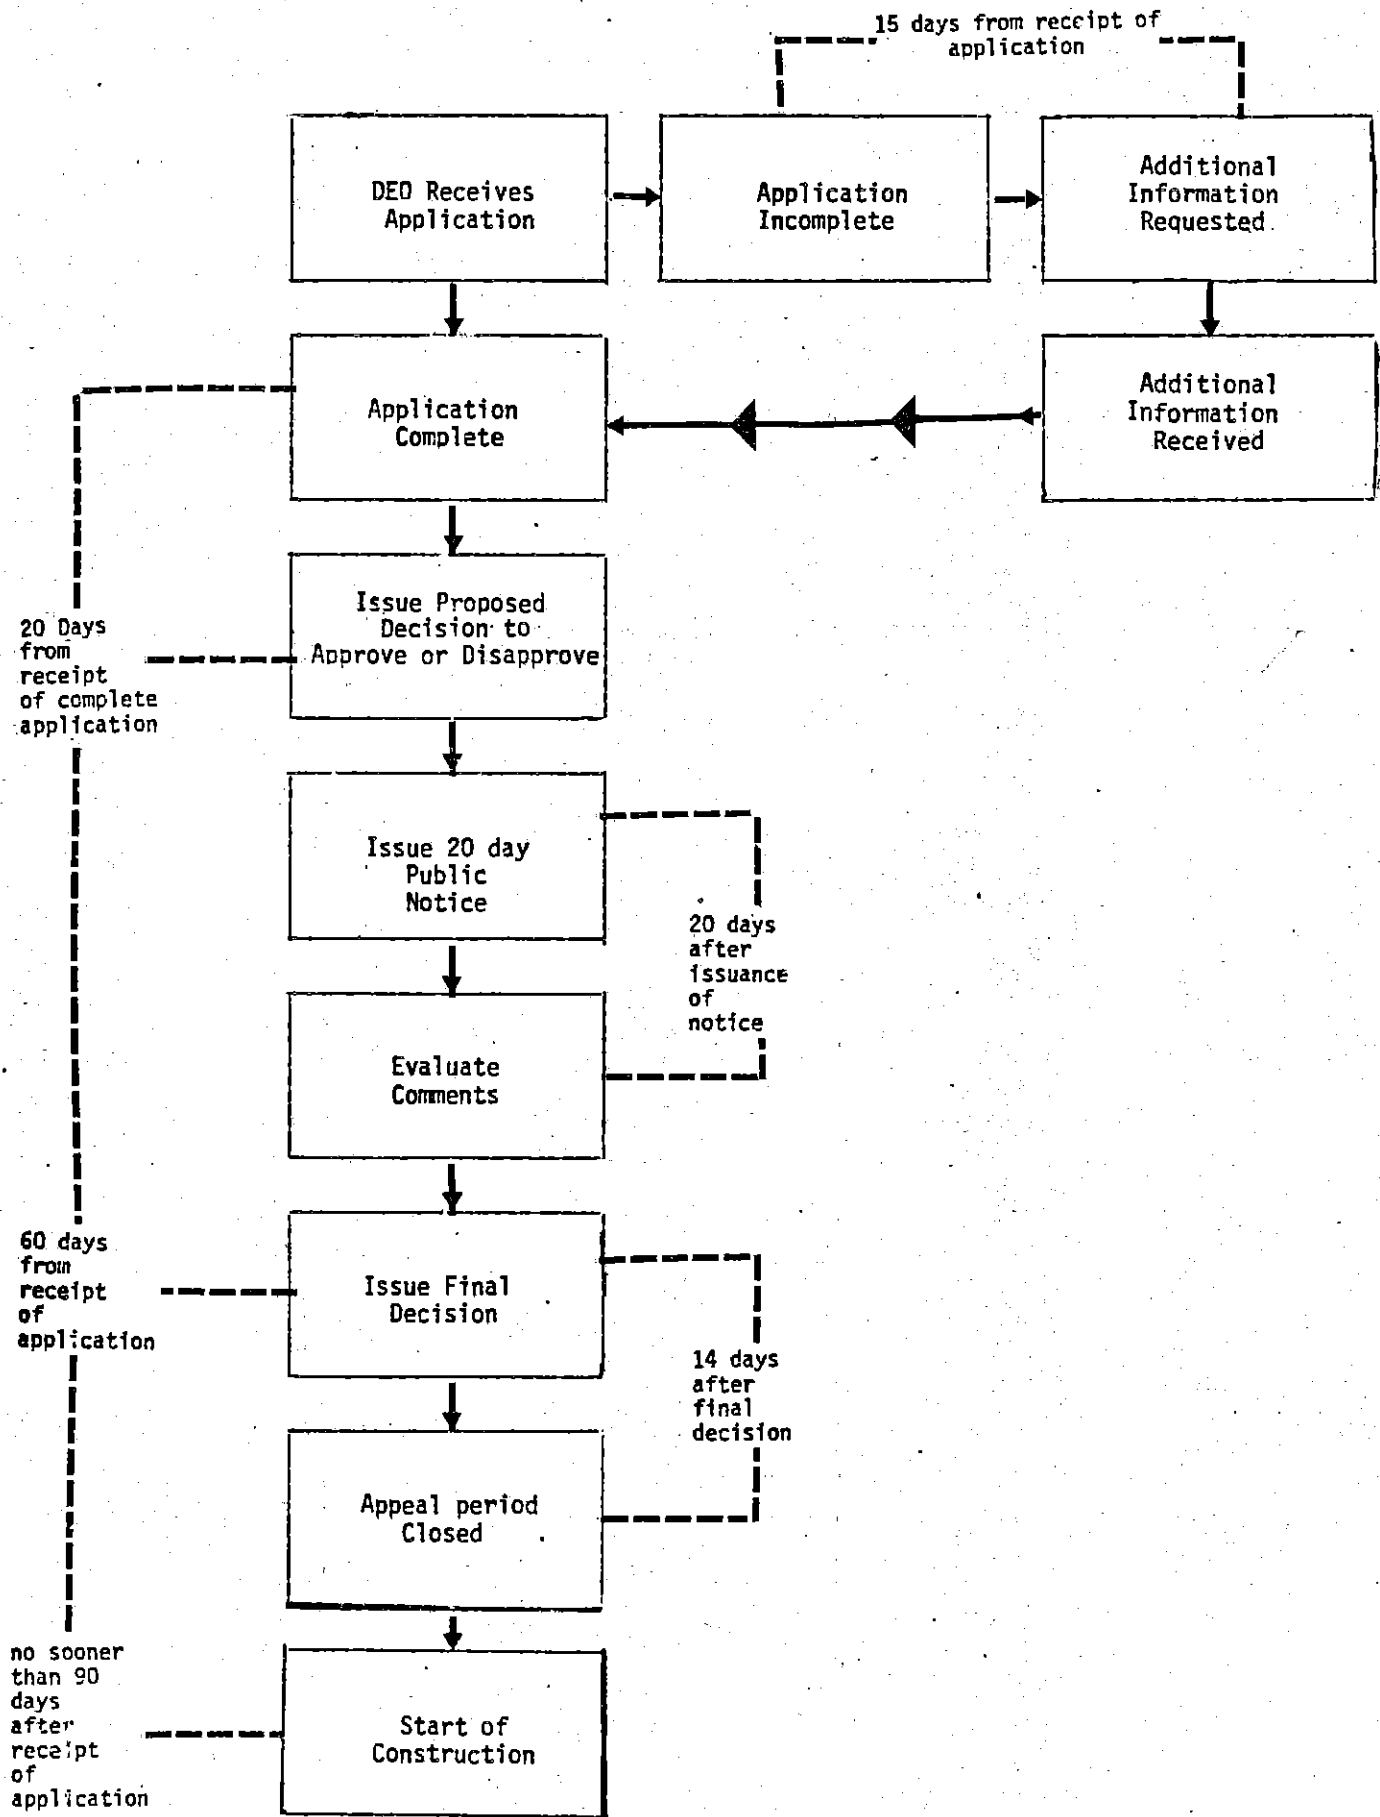 15 days from receipt of
application
DEO Receives
Application
Application
Incomplete
Additional
Information
Requested
Application
Complete
Additional
Information
Received
Issue Proposed
Decision to
Approve or Disapprove
20 Days
from
receipt
of complete
application
Issue 20 day
Public
Notice
20 days
after
issuance
of
notice
Evaluate
Comments
60 days
from
receipt
of
application
Issue Final
Decision
14 days
after
final
decision
Appeal period
Closed
no sooner
than 90
days
after
receipt
of
application
Start of
Construction